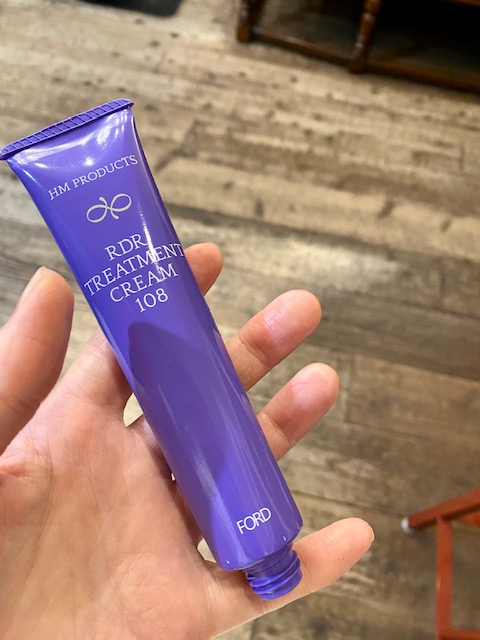 HM PRODUCTS
RDR
TREATMENT
CREAM
108
FORD